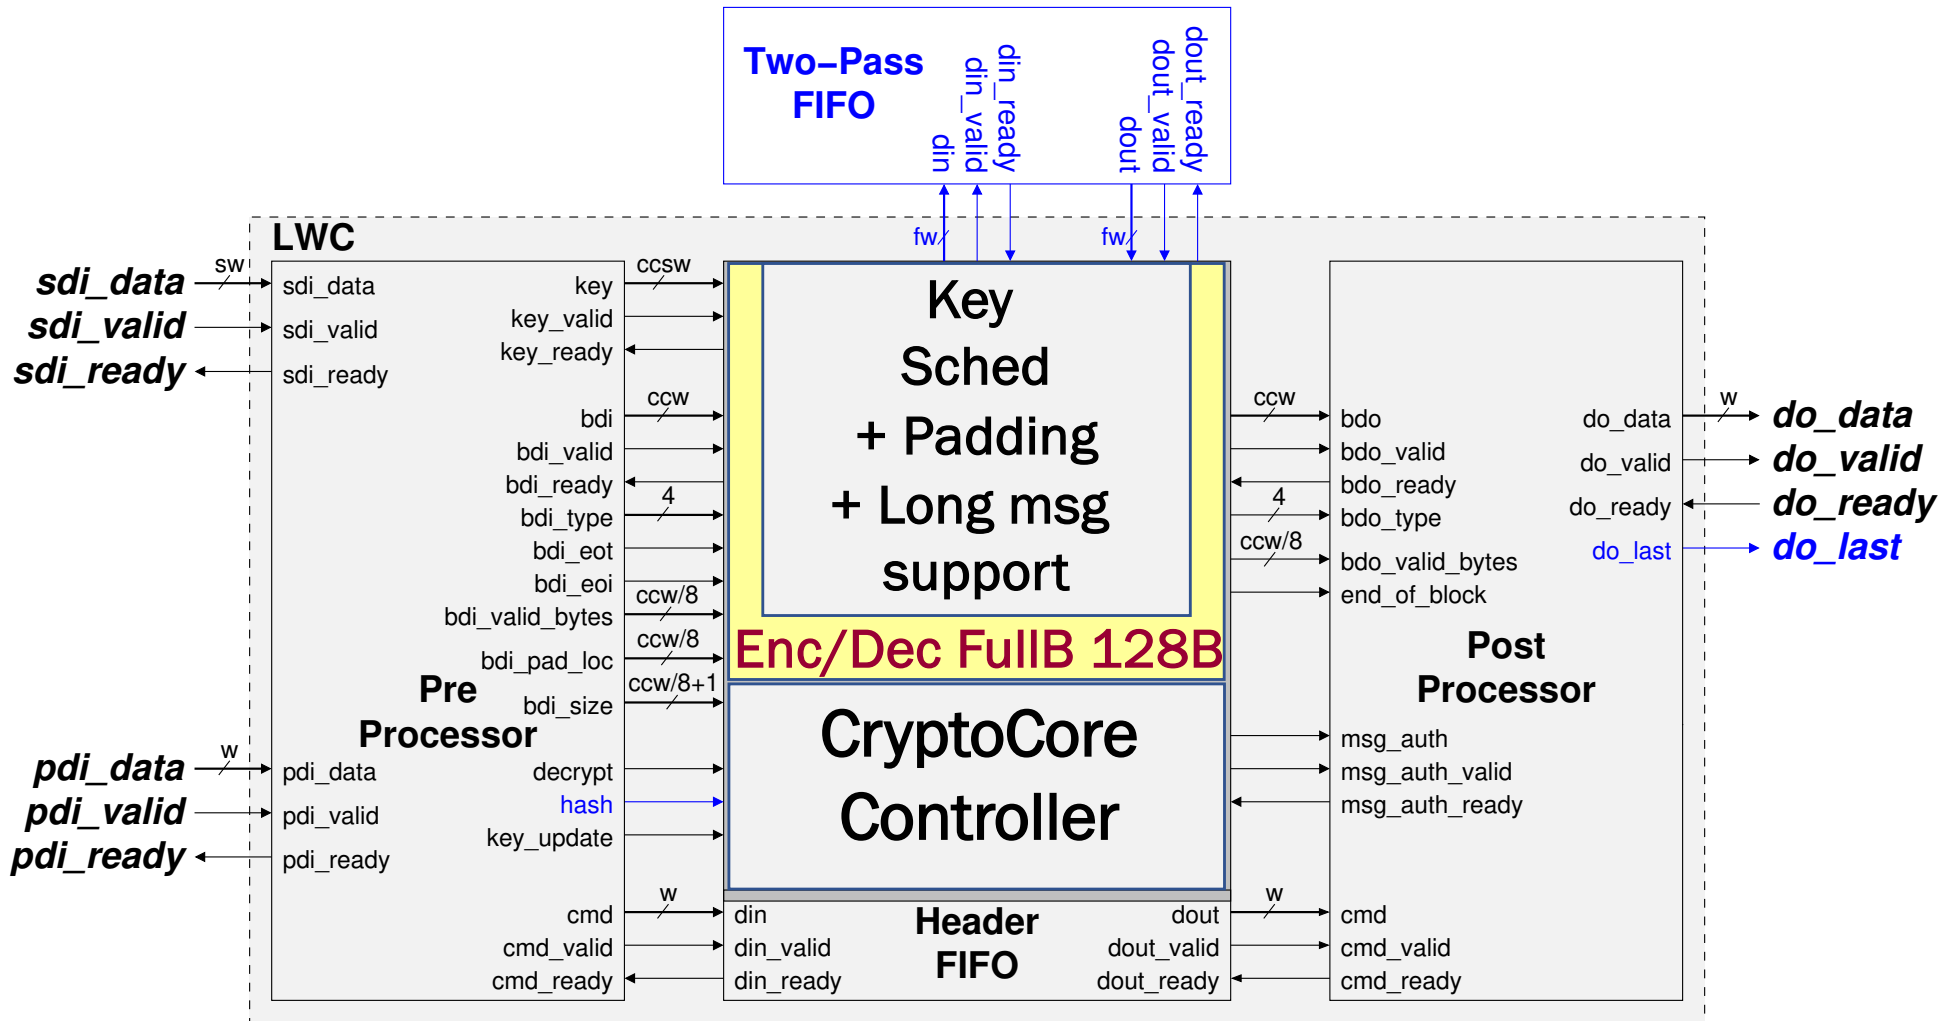 Two−Pass
FIFO
din
din_valid
din_ready
dout
dout_valid
dout_ready
fw
fw
LWC
sdi_data
sdi_valid
sdi_ready
pdi_data
pdi_valid
pdi_ready
sw
w
sdi_data
sdi_valid
sdi_ready
Pre
Processor
pdi_data
pdi_valid
pdi_ready
key
key_valid
key_ready
bdi
bdi_valid
bdi_ready
bdi_type
bdi_eot
bdi_eoi
bdi_valid_bytes
bdi_pad_loc
bdi_size
decrypt
hash
key_update
cmd
cmd_valid
cmd_ready
ccsw
ccw
4
ccw/8
ccw/8
ccw/8+1
w
Key
Sched
+ Padding
+ Long msg
support
Enc/Dec FullB 128B
CryptoCore
Controller
din
din_valid
din_ready
Header
FIFO
dout
dout_valid
dout_ready
ccw
4
ccw/8
w
bdo
bdo_valid
bdo_ready
bdo_type
bdo_valid_bytes
end_of_block
Post
Processor
msg_auth
msg_auth_valid
msg_auth_ready
cmd
cmd_valid
cmd_ready
do_data
do_valid
do_ready
do_last
w
do_data
do_valid
do_ready
do_last